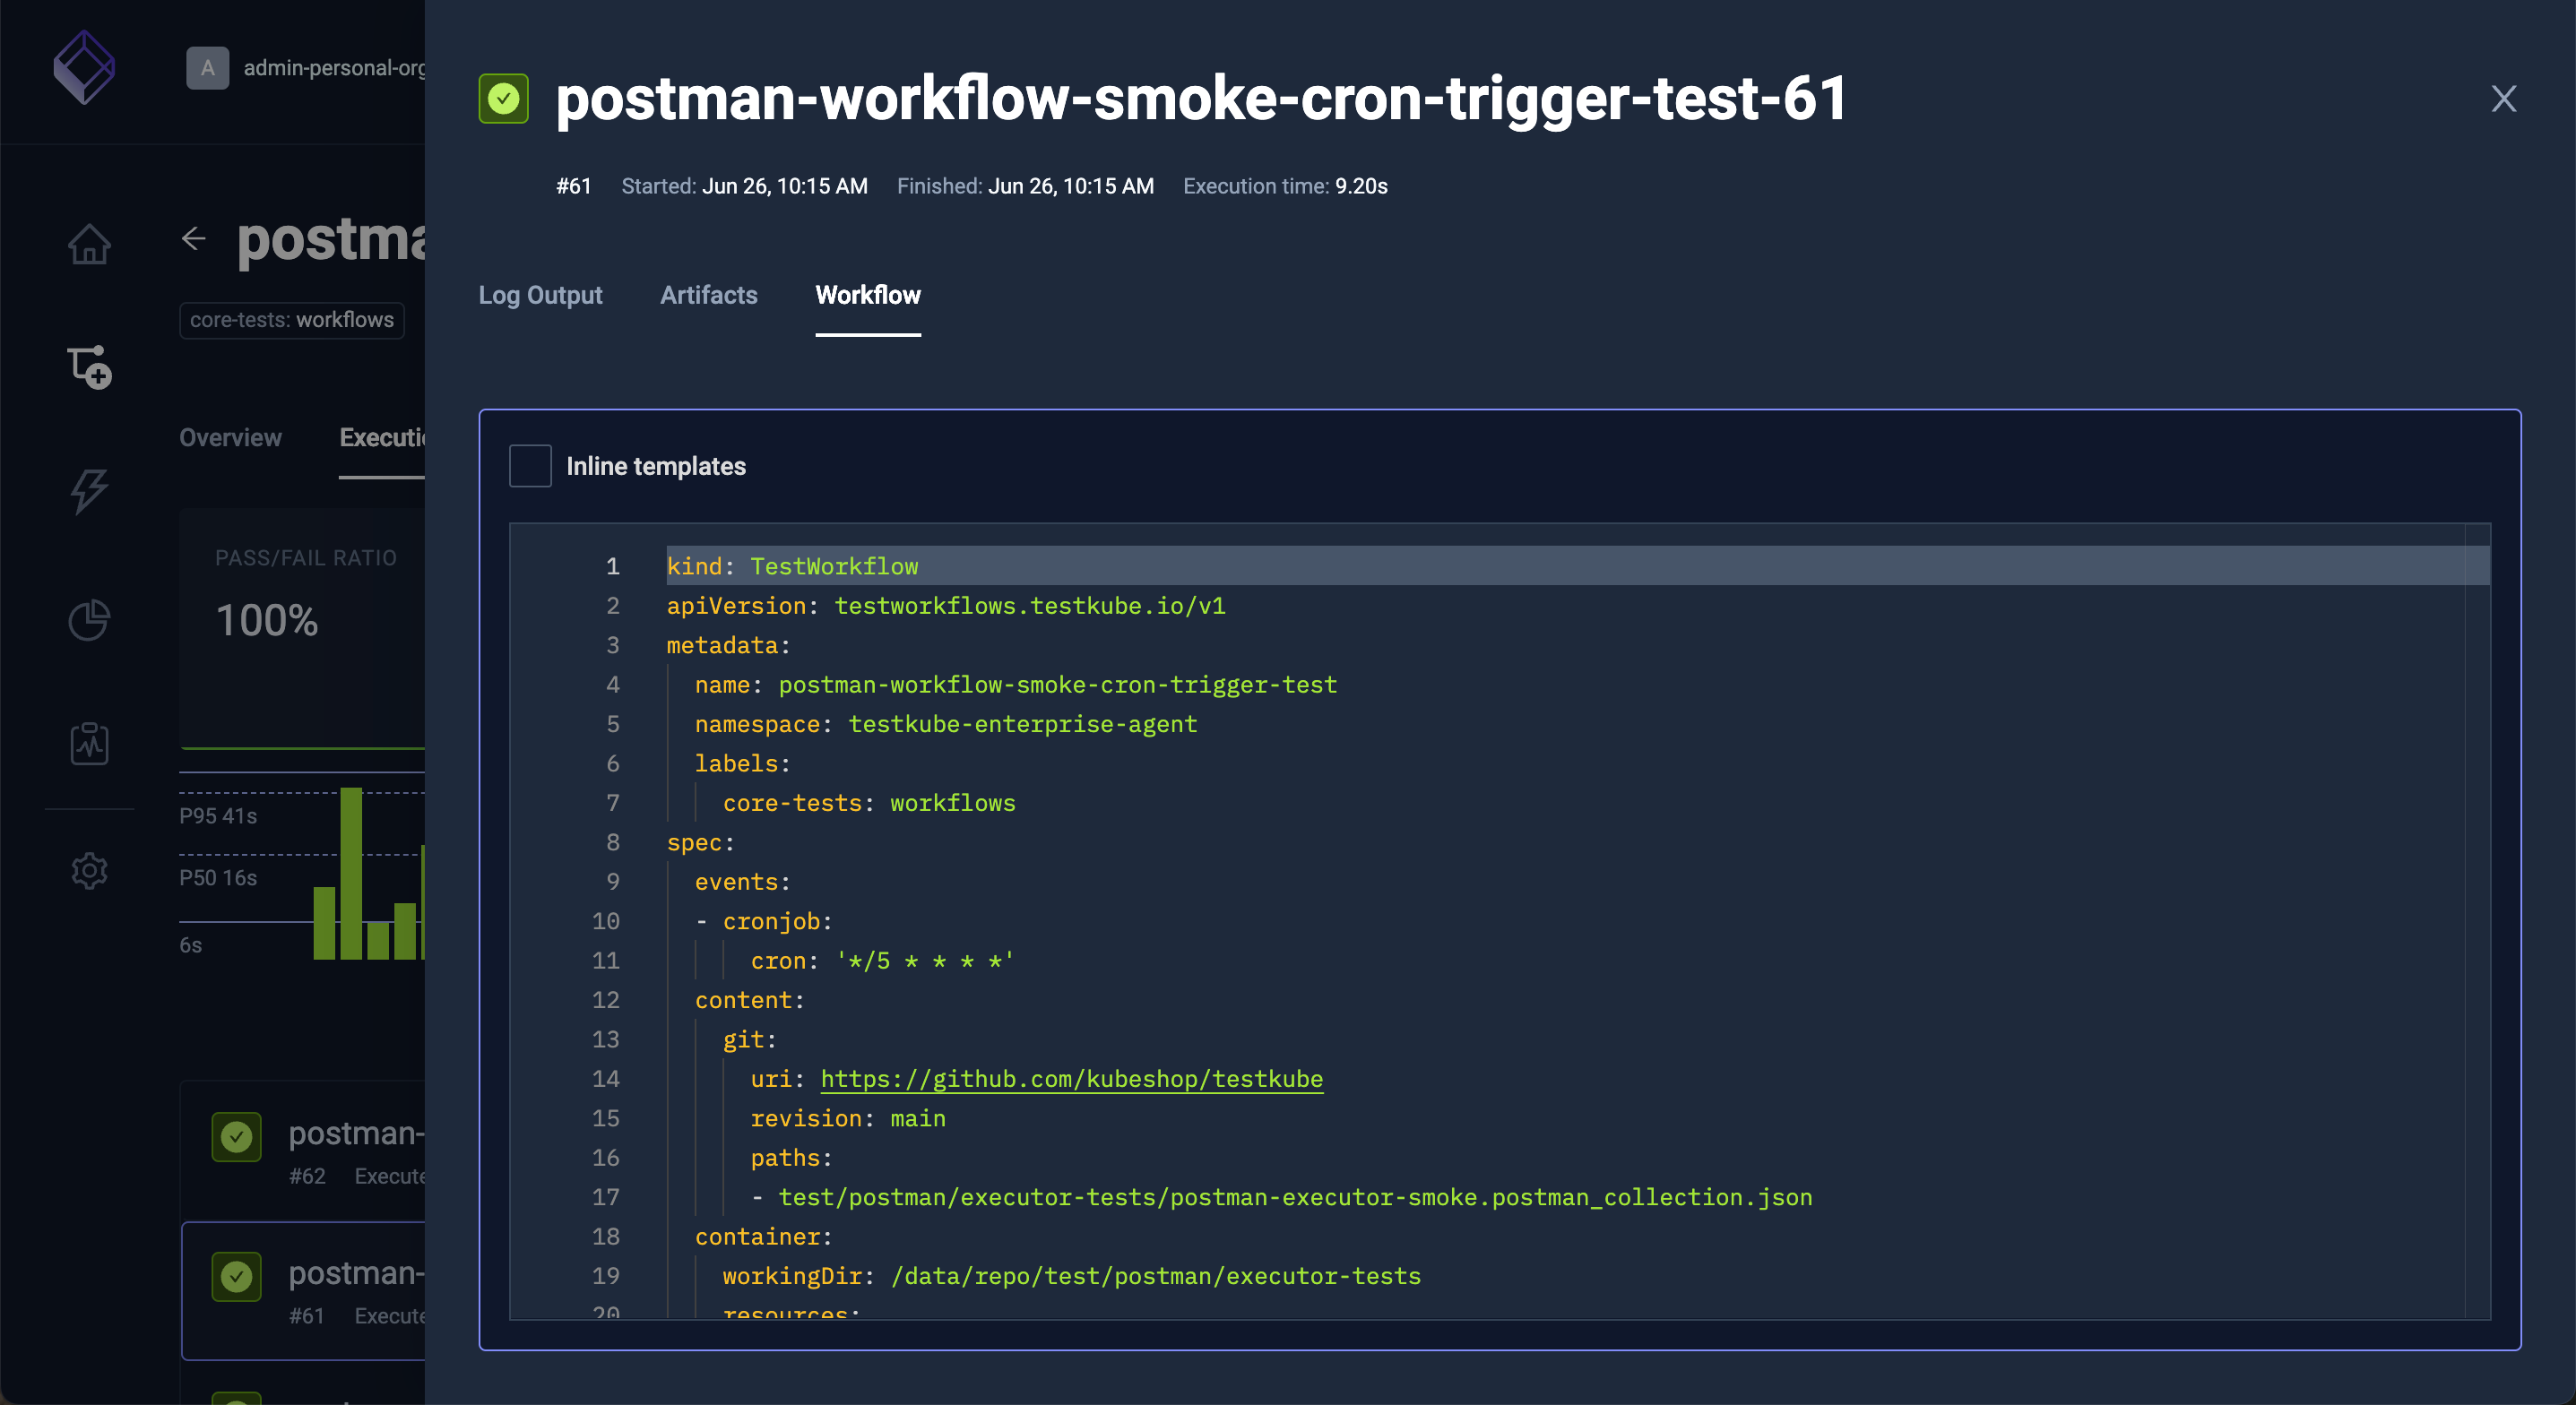 A admin-personal-org
postma
core-tests: workflows
Overview Executi
PASS/FAIL RATIO
100%
P95 41s
P50 16s
6s
postman-
#62 Execute
postman-
#61 Execute
postman-workflow-smoke-cron-trigger-test-61
#61 Started: Jun 26, 10:15 AM Finished: Jun 26, 10:15 AM Execution time: 9.20s
Log Output Artifacts Workflow
Inline templates
1 kind: TestWorkflow
2 apiVersion: testworkflows.testkube.io/v1
3 metadata:
4 name: postman-workflow-smoke-cron-trigger-test
5 namespace: testkube-enterprise-agent
6 labels:
7 core-tests: workflows
8 spec:
9 events:
10 - cronjob:
11 cron: '*/5 * * * *'
12 content:
13 git:
14 uri: https://github.com/kubeshop/testkube
15 revision: main
16 paths:
17 - test/postman/executor-tests/postman-executor-smoke.postman_collection.json
18 container:
19 workingDir: /data/repo/test/postman/executor-tests
20 resources: